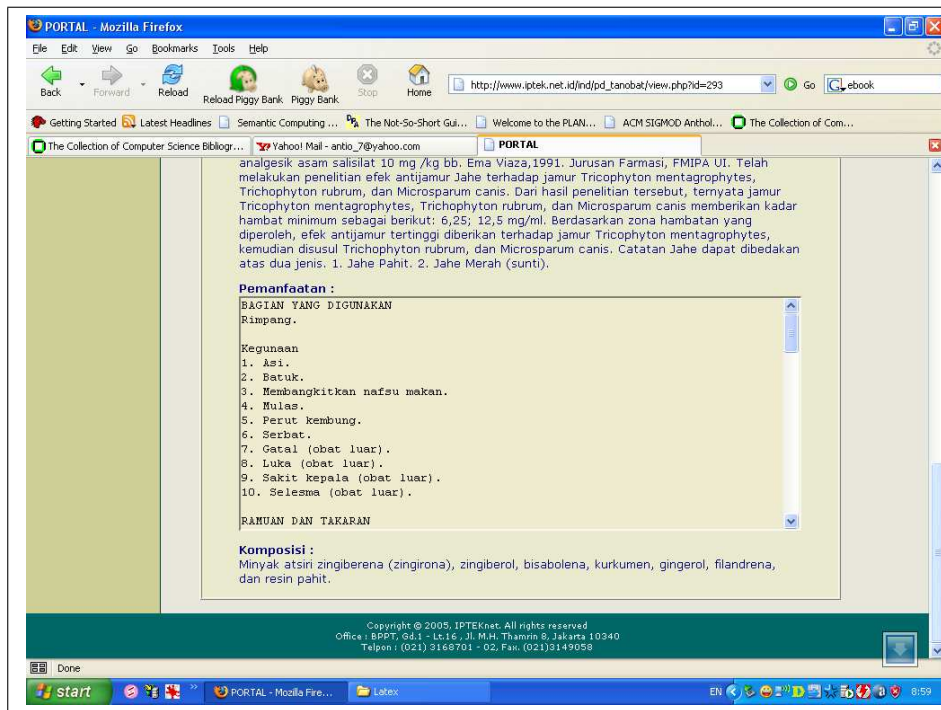 PORTAL - Mozilla Firefox
File Edit View Go Bookmarks Tools Help
Back Forward Reload Reload Piggy Bank Piggy Bank Stop Home http://www.iptek.net.id/ind/pd_tanobat/view.php?id=293 Go G ebook
Getting Started Latest Headlines Semantic Computing ... The Not-So-Short Gui... Welcome to the PLAN... ACM SIGMOD Anthol... The Collection of Com...
The Collection of Computer Science Bibliogr... Yahoo! Mail - antio_7@yahoo.com PORTAL
analgesik asam salisilat 10 mg /kg bb. Ema Viaza,1991. Jurusan Farmasi, FMIPA UI. Telah
melakukan penelitian efek antijamur Jahe terhadap jamur Tricophyton mentagrophytes,
Trichophyton rubrum, dan Microsparum canis. Dari hasil penelitian tersebut, ternyata jamur
Tricophyton mentagrophytes, Trichophyton rubrum, dan Microsparum canis memberikan kadar
hambat minimum sebagai berikut: 6,25; 12,5 mg/ml. Berdasarkan zona hambatan yang
diperoleh, efek antijamur tertinggi diberikan terhadap jamur Tricophyton mentagrophytes,
kemudian disusul Trichophyton rubrum, dan Microsparum canis. Catatan Jahe dapat dibedakan
atas dua jenis. 1. Jahe Pahit. 2. Jahe Merah (sunti).
Pemanfaatan :
BAGIAN YANG DIGUNAKAN
Rimpang.
Kegunaan
1. Asi.
2. Batuk.
3. Membangkitkan nafsu makan.
4. Mulas.
5. Perut kembung.
6. Serbat.
7. Gatal (obat luar).
8. Luka (obat luar).
9. Sakit kepala (obat luar).
10. Selesma (obat luar).
RAMUAN DAN TAKARAN
Komposisi :
Minyak atsiri zingiberena (zingirona), zingiberol, bisabolena, kurkumen, gingerol, filandrena,
dan resin pahit.
Copyright © 2005, IPTEKnet. All rights reserved
Office : BPPT, Gd.1 - Lt.16 , Jl. M.H. Thamrin 8, Jakarta 10340
Telpon : (021) 3168701 - 02, Fax. (021)3149058
Done
start PORTAL - Mozilla Fire... Latex EN 8:59